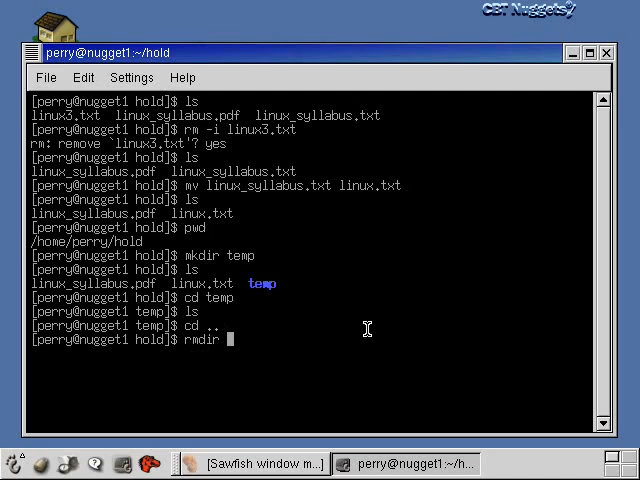 CBT Nuggets
perry@nugget1:~/hold
File Edit Settings Help
[perry@nugget1 hold]$ ls
linux3.txt  linux_syllabus.pdf  linux_syllabus.txt
[perry@nugget1 hold]$ rm -i linux3.txt
rm: remove `linux3.txt'? yes
[perry@nugget1 hold]$ ls
linux_syllabus.pdf  linux_syllabus.txt
[perry@nugget1 hold]$ mv linux_syllabus.txt linux.txt
[perry@nugget1 hold]$ ls
linux_syllabus.pdf  linux.txt
[perry@nugget1 hold]$ pwd
/home/perry/hold
[perry@nugget1 hold]$ mkdir temp
[perry@nugget1 hold]$ ls
linux_syllabus.pdf  linux.txt  temp
[perry@nugget1 hold]$ cd temp
[perry@nugget1 temp]$ ls
[perry@nugget1 temp]$ cd ..
[perry@nugget1 hold]$ rmdir
[Sawfish window m...]
perry@nugget1:~/h...